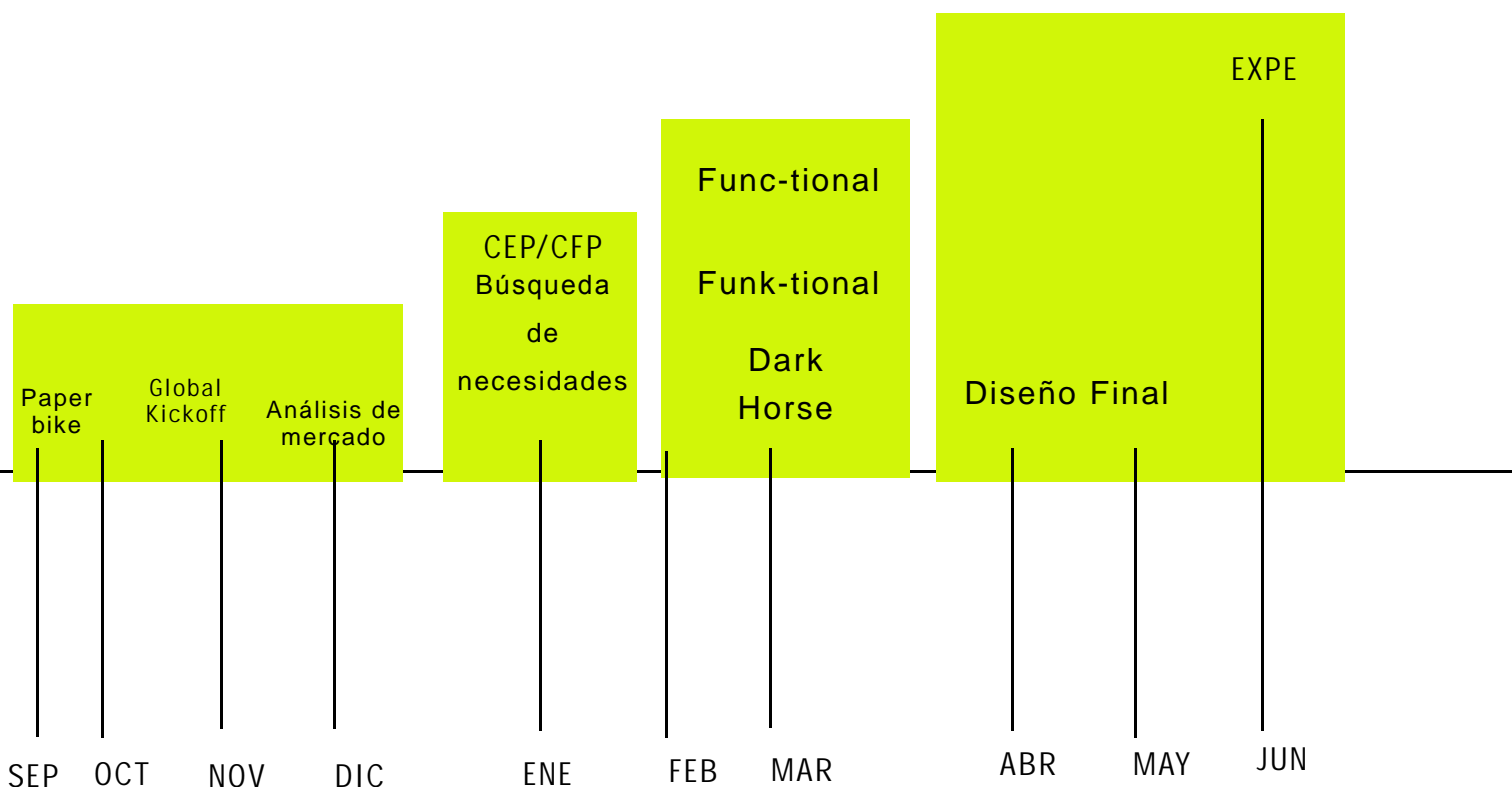 Paper
bike
Global
Kickoff
Análisis de
mercado
CEP/CFP
Búsqueda
de
necesidades
Func-tional
Funk-tional
Dark
Horse
Diseño Final
EXPE
SEP
OCT
NOV
DIC
ENE
FEB
MAR
ABR
MAY
JUN